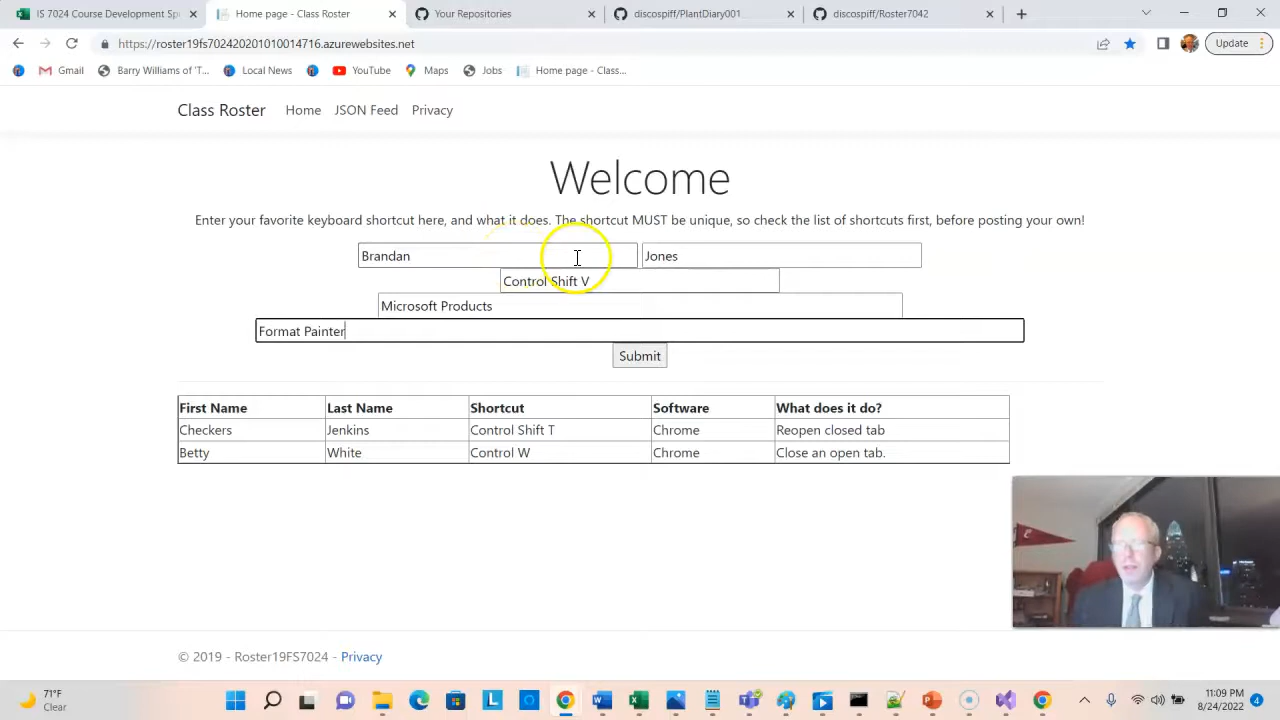 IS 7024 Course Development Sp
Home page - Class Roster
Your Repositories
discospiff/PlantDiary001
discospiff/Roster7042
https://roster19fs702420201010014716.azurewebsites.net
Update
Gmail
Barry Williams of 'T...
Local News
YouTube
Maps
Jobs
Home page - Class...
Class Roster
Home
JSON Feed
Privacy
Welcome
Enter your favorite keyboard shortcut here, and what it does. The shortcut MUST be unique, so check the list of shortcuts first, before posting your own!
Brandan
Jones
Control Shift V
Microsoft Products
Format Painter
Submit
First Name Last Name Shortcut Software What does it do?
Checkers Jenkins Control Shift T Chrome Reopen closed tab
Betty White Control W Chrome Close an open tab.
© 2019 - Roster19FS7024 - Privacy
71°F
Clear
11:09 PM
8/24/2022